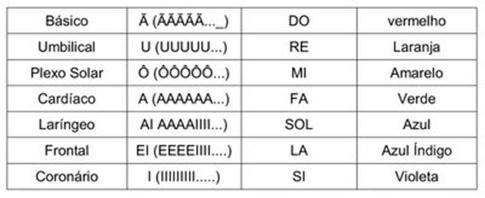 Básico Ã (ÃÃÃÃÃ..._) DO vermelho
Umbilical U (UUUUU...) RE Laranja
Plexo Solar Ô (ÔÔÔÔÔ...) MI Amarelo
Cardíaco A (AAAAAA...) FA Verde
Laríngeo AI AAAAIIII...) SOL Azul
Frontal EI (EEEEIIII....) LA Azul Índigo
Coronário I (IIIIIIIII.....) SI Violeta